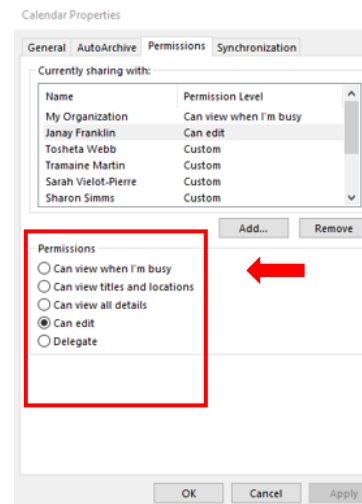 Calendar Properties
General AutoArchive Permissions Synchronization
Currently sharing with:
Name Permission Level
My Organization Can view when I'm busy
Janay Franklin Can edit
Tosheta Webb Custom
Tramaine Martin Custom
Sarah Vielot-Pierre Custom
Sharon Simms Custom
Add... Remove
Permissions
Can view when I'm busy
Can view titles and locations
Can view all details
Can edit
Delegate
OK Cancel Apply